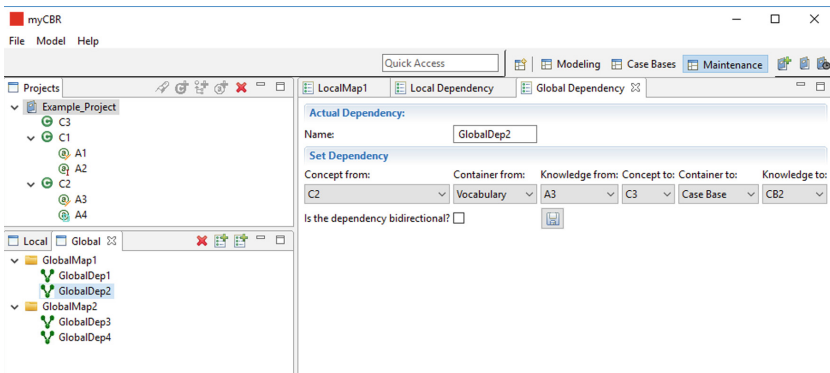 myCBR
File Model Help
Quick Access
Modeling Case Bases Maintenance
Projects
Example_Project
C3
C1
A1
A2
C2
A3
A4
Local Global
GlobalMap1
GlobalDep1
GlobalDep2
GlobalMap2
GlobalDep3
GlobalDep4
LocalMap1 Local Dependency Global Dependency
Actual Dependency:
Name: GlobalDep2
Set Dependency
Concept from: Container from: Knowledge from: Concept to: Container to: Knowledge to:
C2 Vocabulary A3 C3 Case Base CB2
Is the dependency bidirectional?